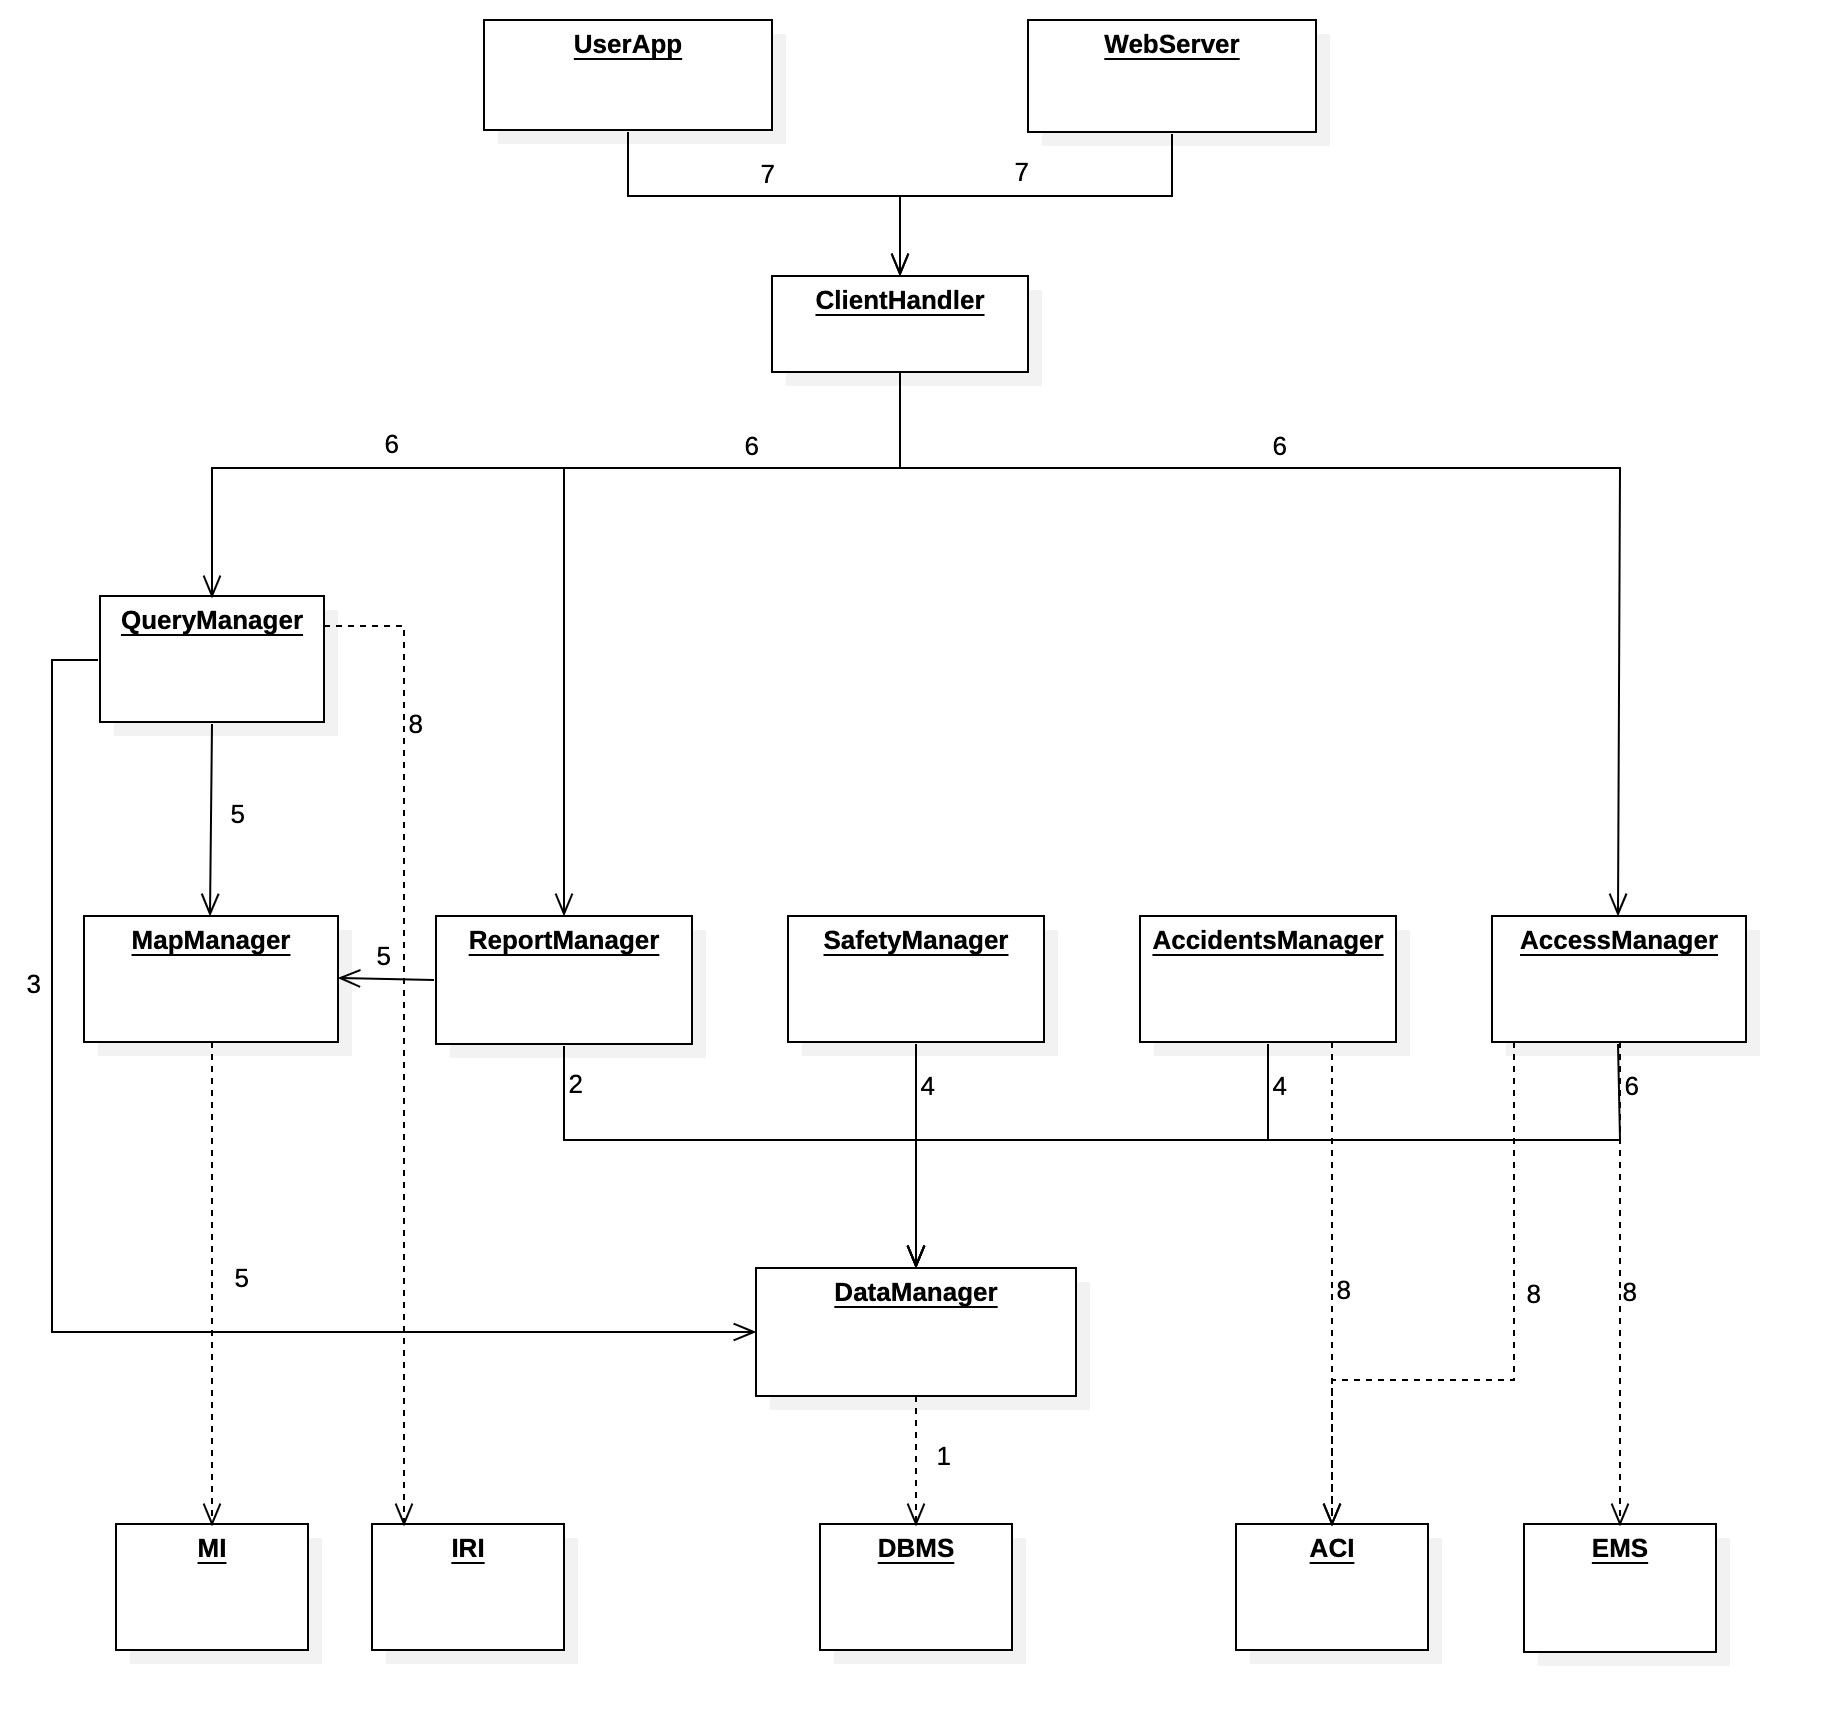 UserApp
WebServer
7
7
ClientHandler
6
6
6
QueryManager
8
5
MapManager
ReportManager
SafetyManager
AccidentsManager
AccessManager
5
3
2
4
4
6
5
DataManager
8
8
8
1
MI
IRI
DBMS
ACI
EMS